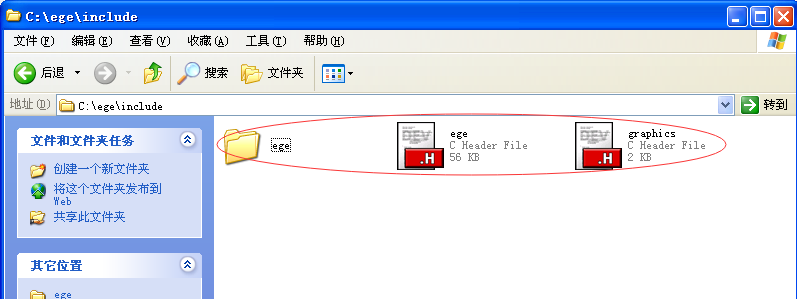 C:\ege\include
文件(F) 编辑(E) 查看(V) 收藏(A) 工具(T) 帮助(H)
后退 搜索 文件夹
地址(D) C:\ege\include 转到
文件和文件夹任务
创建一个新文件夹
将这个文件夹发布到
Web
共享此文件夹
其它位置
ege
ege
DEV
.H
ege
C Header File
56 KB
DEV
.H
graphics
C Header File
2 KB